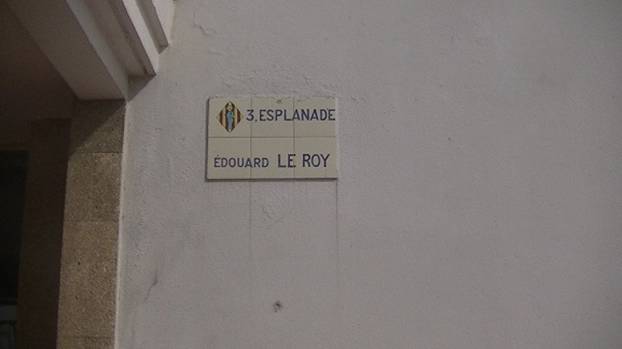 3, ESPLANADE
ÉDOUARD LE ROY